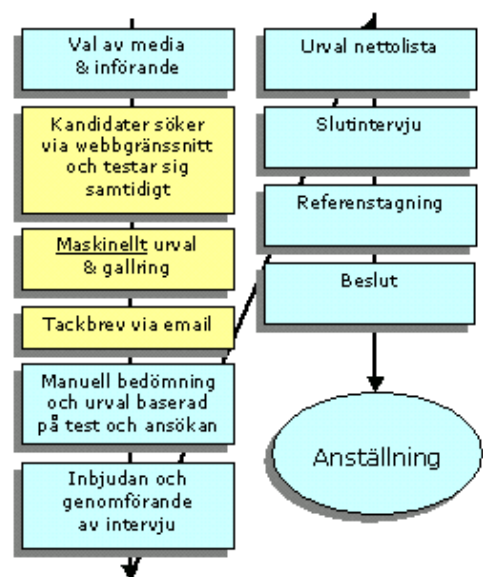 Val av media
& införande
Kandidater söker
via webbgränssnitt
och testar sig
samtidigt
Maskinellt urval
& gallring
Tackbrev via email
Manuell bedömning
och urval baserad
på test och ansökan
Inbjudan och
genomförande
av intervju
Urval nettolista
Slutintervju
Referenstagning
Beslut
Anställning